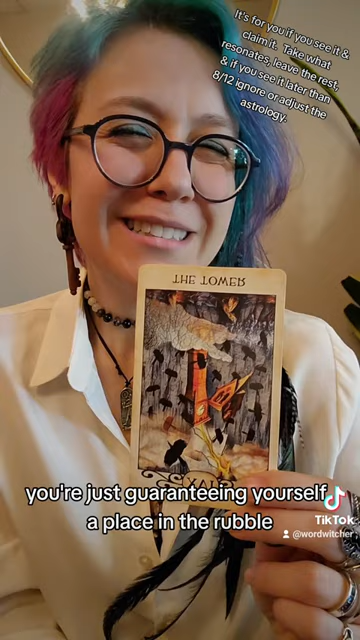 It's for you if you see it &
claim it. Take what
resonates, leave the rest,
& if you see it later than
8/12 ignore or adjust the
astrology.
THE TOWER
you're just guaranteeing yourself
a place in the rubble
TikTok
@wordwitcher